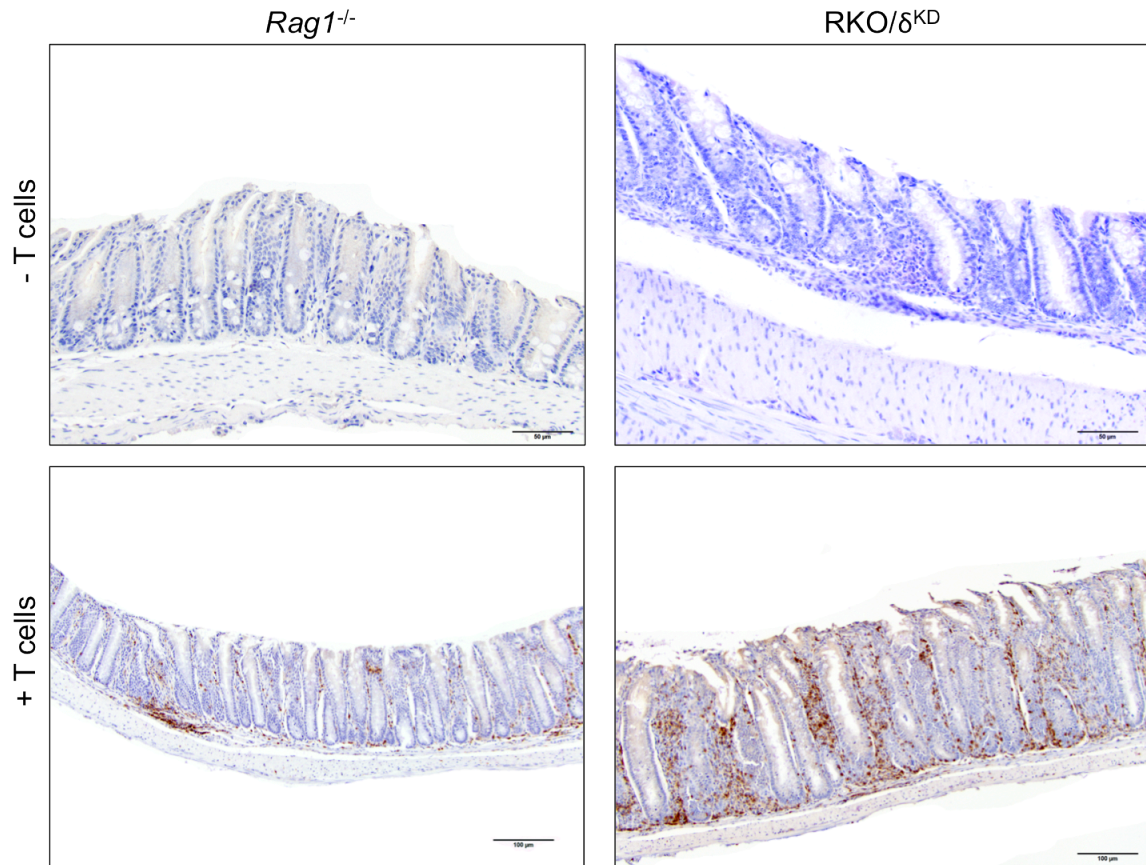 Rag1-/-
RKO/δKD
- T cells
50 µm
50 µm
+ T cells
100 µm
100 µm